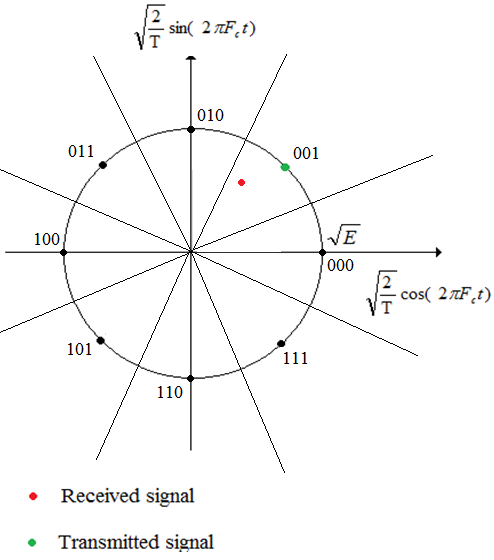 √(2/T) sin( 2πF_c t)
010
011
001
100
√E
000
√(2/T) cos( 2πF_c t)
101
111
110
Received signal
Transmitted signal